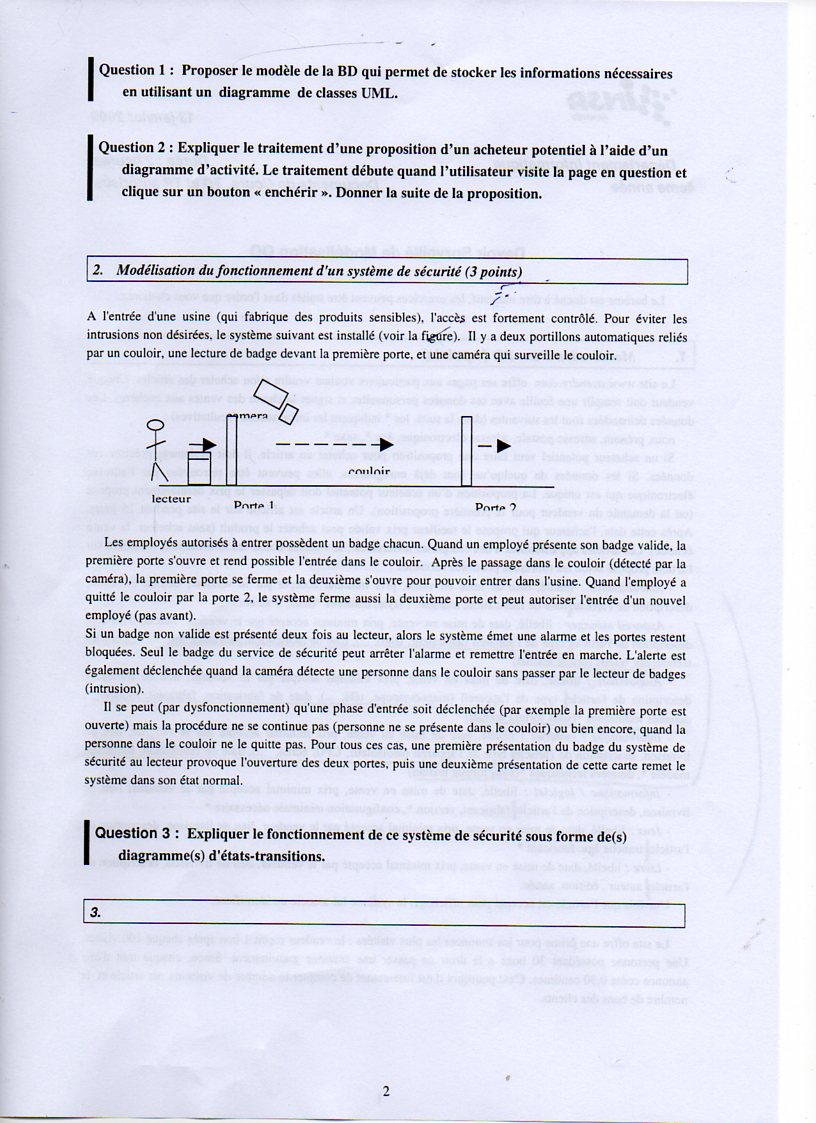 Question 1 : Proposer le modèle de la BD qui permet de stocker les informations nécessaires
en utilisant un diagramme de classes UML.
Question 2 : Expliquer le traitement d'une proposition d'un acheteur potentiel à l'aide d'un
diagramme d'activité. Le traitement débute quand l'utilisateur visite la page en question et
clique sur un bouton « enchérir ». Donner la suite de la proposition.
2. Modélisation du fonctionnement d'un système de sécurité (3 points)
A l'entrée d'une usine (qui fabrique des produits sensibles), l'accès est fortement contrôlé. Pour éviter les
intrusions non désirées, le système suivant est installé (voir la figure). Il y a deux portillons automatiques reliés
par un couloir, une lecture de badge devant la première porte, et une caméra qui surveille le couloir.
camera
couloir
lecteur
Porte 1
Porte 2
Les employés autorisés à entrer possèdent un badge chacun. Quand un employé présente son badge valide, la
première porte s'ouvre et rend possible l'entrée dans le couloir. Après le passage dans le couloir (détecté par la
caméra), la première porte se ferme et la deuxième s'ouvre pour pouvoir entrer dans l'usine. Quand l'employé a
quitté le couloir par la porte 2, le système ferme aussi la deuxième porte et peut autoriser l'entrée d'un nouvel
employé (pas avant).
Si un badge non valide est présenté deux fois au lecteur, alors le système émet une alarme et les portes restent
bloquées. Seul le badge du service de sécurité peut arrêter l'alarme et remettre l'entrée en marche. L'alerte est
également déclenchée quand la caméra détecte une personne dans le couloir sans passer par le lecteur de badges
(intrusion).
Il se peut (par dysfonctionnement) qu'une phase d'entrée soit déclenchée (par exemple la première porte est
ouverte) mais la procédure ne se continue pas (personne ne se présente dans le couloir) ou bien encore, quand la
personne dans le couloir ne le quitte pas. Pour tous ces cas, une première présentation du badge du système de
sécurité au lecteur provoque l'ouverture des deux portes, puis une deuxième présentation de cette carte remet le
système dans son état normal.
Question 3 : Expliquer le fonctionnement de ce système de sécurité sous forme de(s)
diagramme(s) d'états-transitions.
3.
2